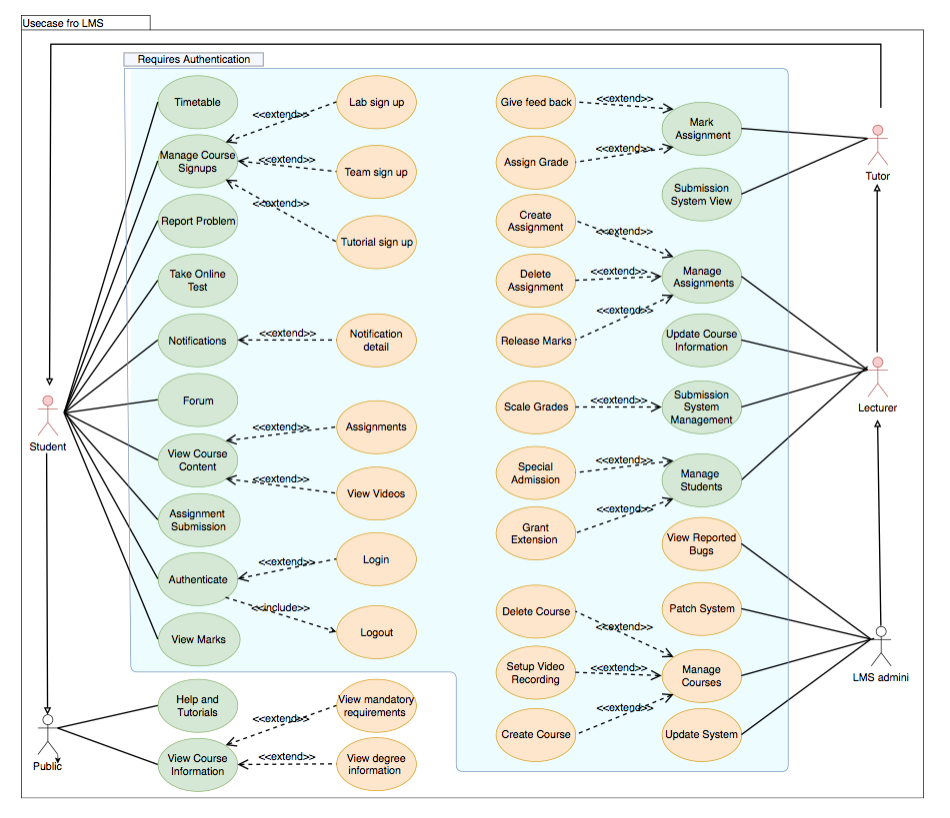 Usecase fro LMS
Requires Authentication
Timetable
Lab sign up
<<extend>>
Manage Course
Signups
<<extend>>
Team sign up
<<extend>>
Tutorial sign up
Report Problem
Take Online
Test
Notifications
<<extend>>
Notification
detail
Forum
View Course
Content
<<extend>>
Assignments
<<extend>>
View Videos
Assignment
Submission
Authenticate
<<extend>>
Login
<<include>>
Logout
View Marks
Help and
Tutorials
View mandatory
requirements
<<extend>>
View Course
Information
<<extend>>
View degree
information
Student
Public
Give feed back
<<extend>>
Mark
Assignment
Assign Grade
<<extend>>
Submission
System View
Create
Assignment
<<extend>>
Delete
Assignment
<<extend>>
Manage
Assignments
Release Marks
<<extend>>
Update Course
Information
Scale Grades
<<extend>>
Submission
System
Management
Special
Admission
<<extend>>
Manage
Students
Grant
Extension
<<extend>>
View Reported
Bugs
Delete Course
<<extend>>
Patch System
Setup Video
Recording
<<extend>>
Manage
Courses
Create Course
<<extend>>
Update System
Tutor
Lecturer
LMS admini